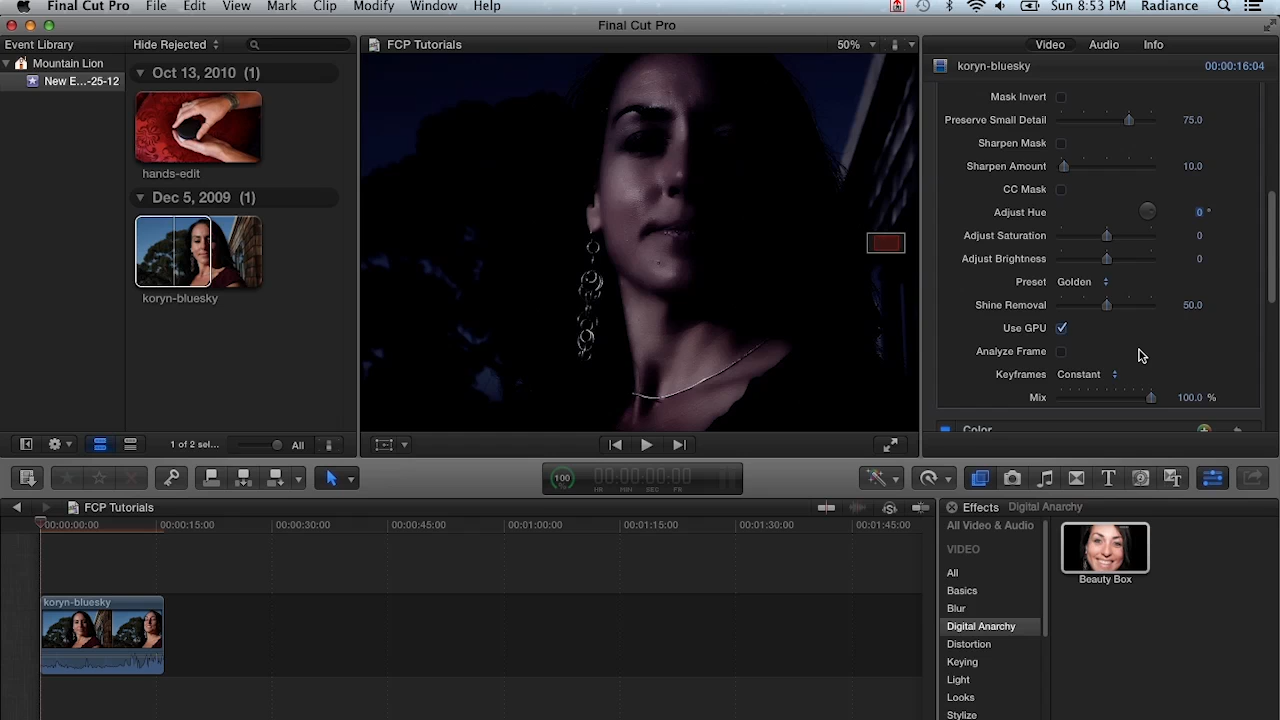 Final Cut Pro File Edit View Mark Clip Modify Window Help Sun 8:53 PM Radiance
Final Cut Pro
Event Library Hide Rejected FCP Tutorials 50% Video Audio Info
Mountain Lion
New E...-25-12
Oct 13, 2010 (1)
hands-edit
Dec 5, 2009 (1)
koryn-bluesky
koryn-bluesky 00:00:16:04
Mask Invert
Preserve Small Detail 75.0
Sharpen Mask
Sharpen Amount 10.0
CC Mask
Adjust Hue 0 °
Adjust Saturation 0
Adjust Brightness 0
Preset Golden
Shine Removal 50.0
Use GPU
Analyze Frame
Keyframes Constant
Mix 100.0 %
Color
1 of 2 sel... All
100 00:00:00:00
HR MIN SEC FR
FCP Tutorials
00:00:00:00 00:00:15:00 00:00:30:00 00:00:45:00 00:01:00:00 00:01:15:00 00:01:30:00 00:01:45:00
koryn-bluesky
Effects Digital Anarchy
All Video & Audio
VIDEO
All
Basics
Blur
Digital Anarchy
Distortion
Keying
Light
Looks
Stylize
Beauty Box